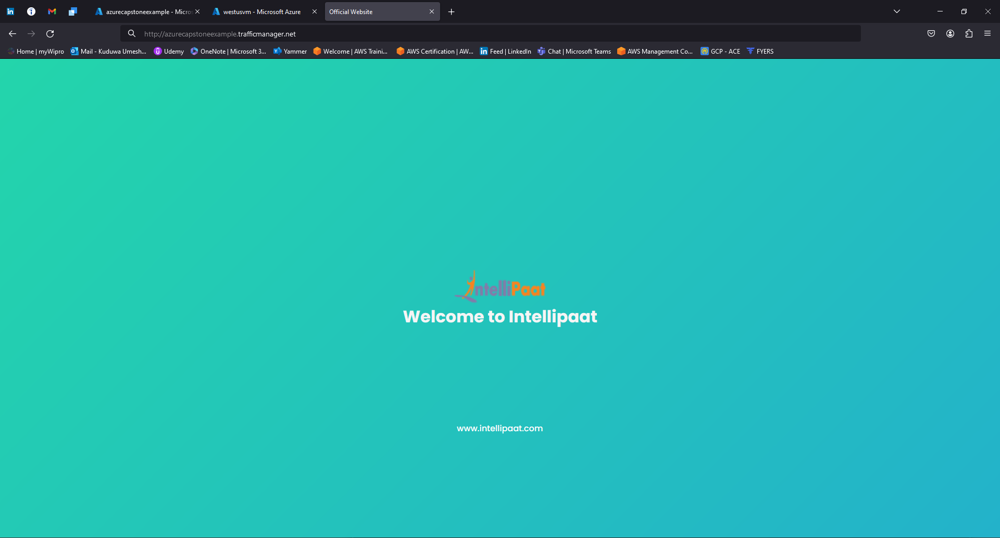 azurecapstoneexample - Micros
westusvm - Microsoft Azure
Official Website
http://azurecapstoneexample.trafficmanager.net
Home | myWipro
Mail - Kuduwa Umesh...
Udemy
OneNote | Microsoft 3...
Yammer
Welcome | AWS Traini...
AWS Certification | AW...
Feed | LinkedIn
Chat | Microsoft Teams
AWS Management Co...
GCP - ACE
FYERS
IntelliPaat
Welcome to Intellipaat
www.intellipaat.com